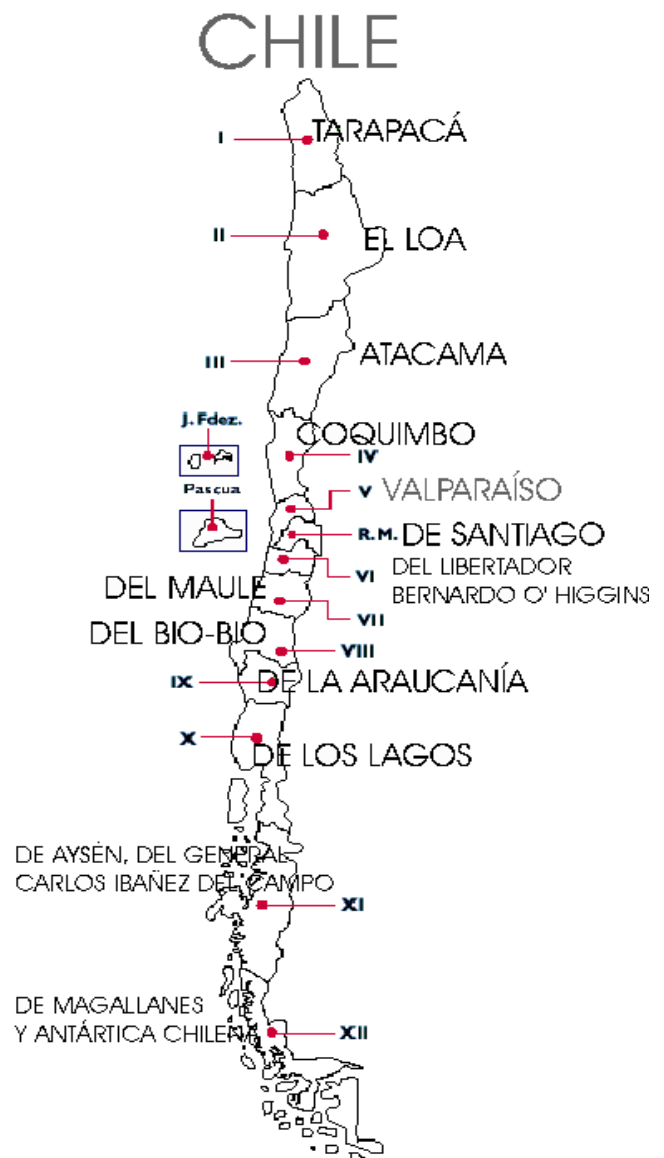 CHILE
I
TARAPACÁ
II
EL LOA
III
ATACAMA
J. Fdez.
COQUIMBO
IV
Pascua
V VALPARAÍSO
R.M. DE SANTIAGO
VI DEL LIBERTADOR
BERNARDO O' HIGGINS
DEL MAULE
VII
DEL BIO-BIO
VIII
IX
DE LA ARAUCANÍA
X
DE LOS LAGOS
DE AYSÉN, DEL GENERAL
CARLOS IBAÑEZ DEL CAMPO
XI
DE MAGALLANES
Y ANTÁRTICA CHILENA
XII